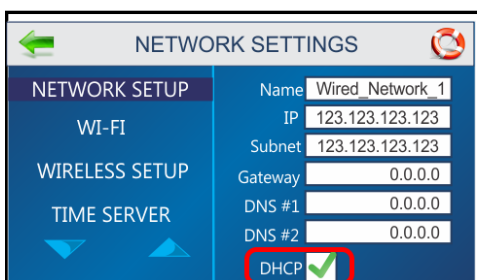 NETWORK SETTINGS
NETWORK SETUP
WI-FI
WIRELESS SETUP
TIME SERVER
Name Wired_Network_1
IP 123.123.123.123
Subnet 123.123.123.123
Gateway 0.0.0.0
DNS #1 0.0.0.0
DNS #2 0.0.0.0
DHCP